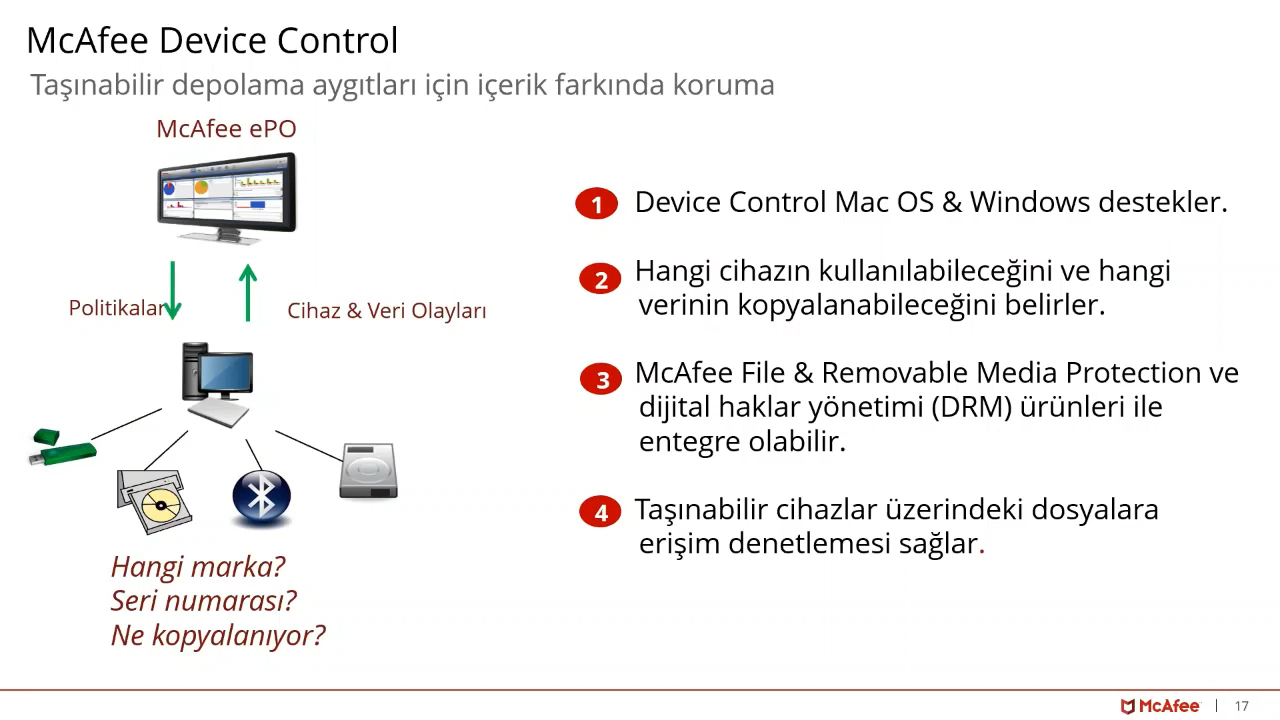 McAfee Device Control
Taşınabilir depolama aygıtları için içerik farkında koruma
McAfee ePO
Politikalar
Cihaz & Veri Olayları
Hangi marka?
Seri numarası?
Ne kopyalanıyor?
1 Device Control Mac OS & Windows destekler.
2 Hangi cihazın kullanılabileceğini ve hangi
verinin kopyalanabileceğini belirler.
3 McAfee File & Removable Media Protection ve
dijital haklar yönetimi (DRM) ürünleri ile
entegre olabilir.
4 Taşınabilir cihazlar üzerindeki dosyalara
erişim denetlemesi sağlar.
McAfee | 17